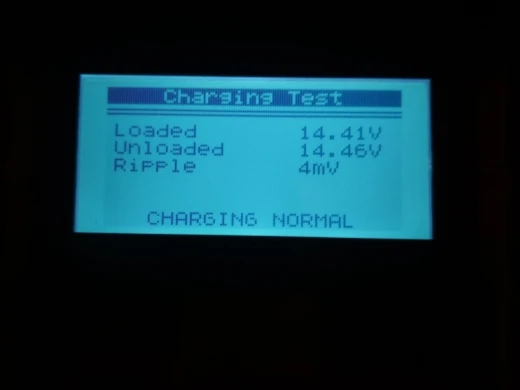 Charging Test
Loaded 14.41V
Unloaded 14.46V
Ripple 4mV
CHARGING NORMAL